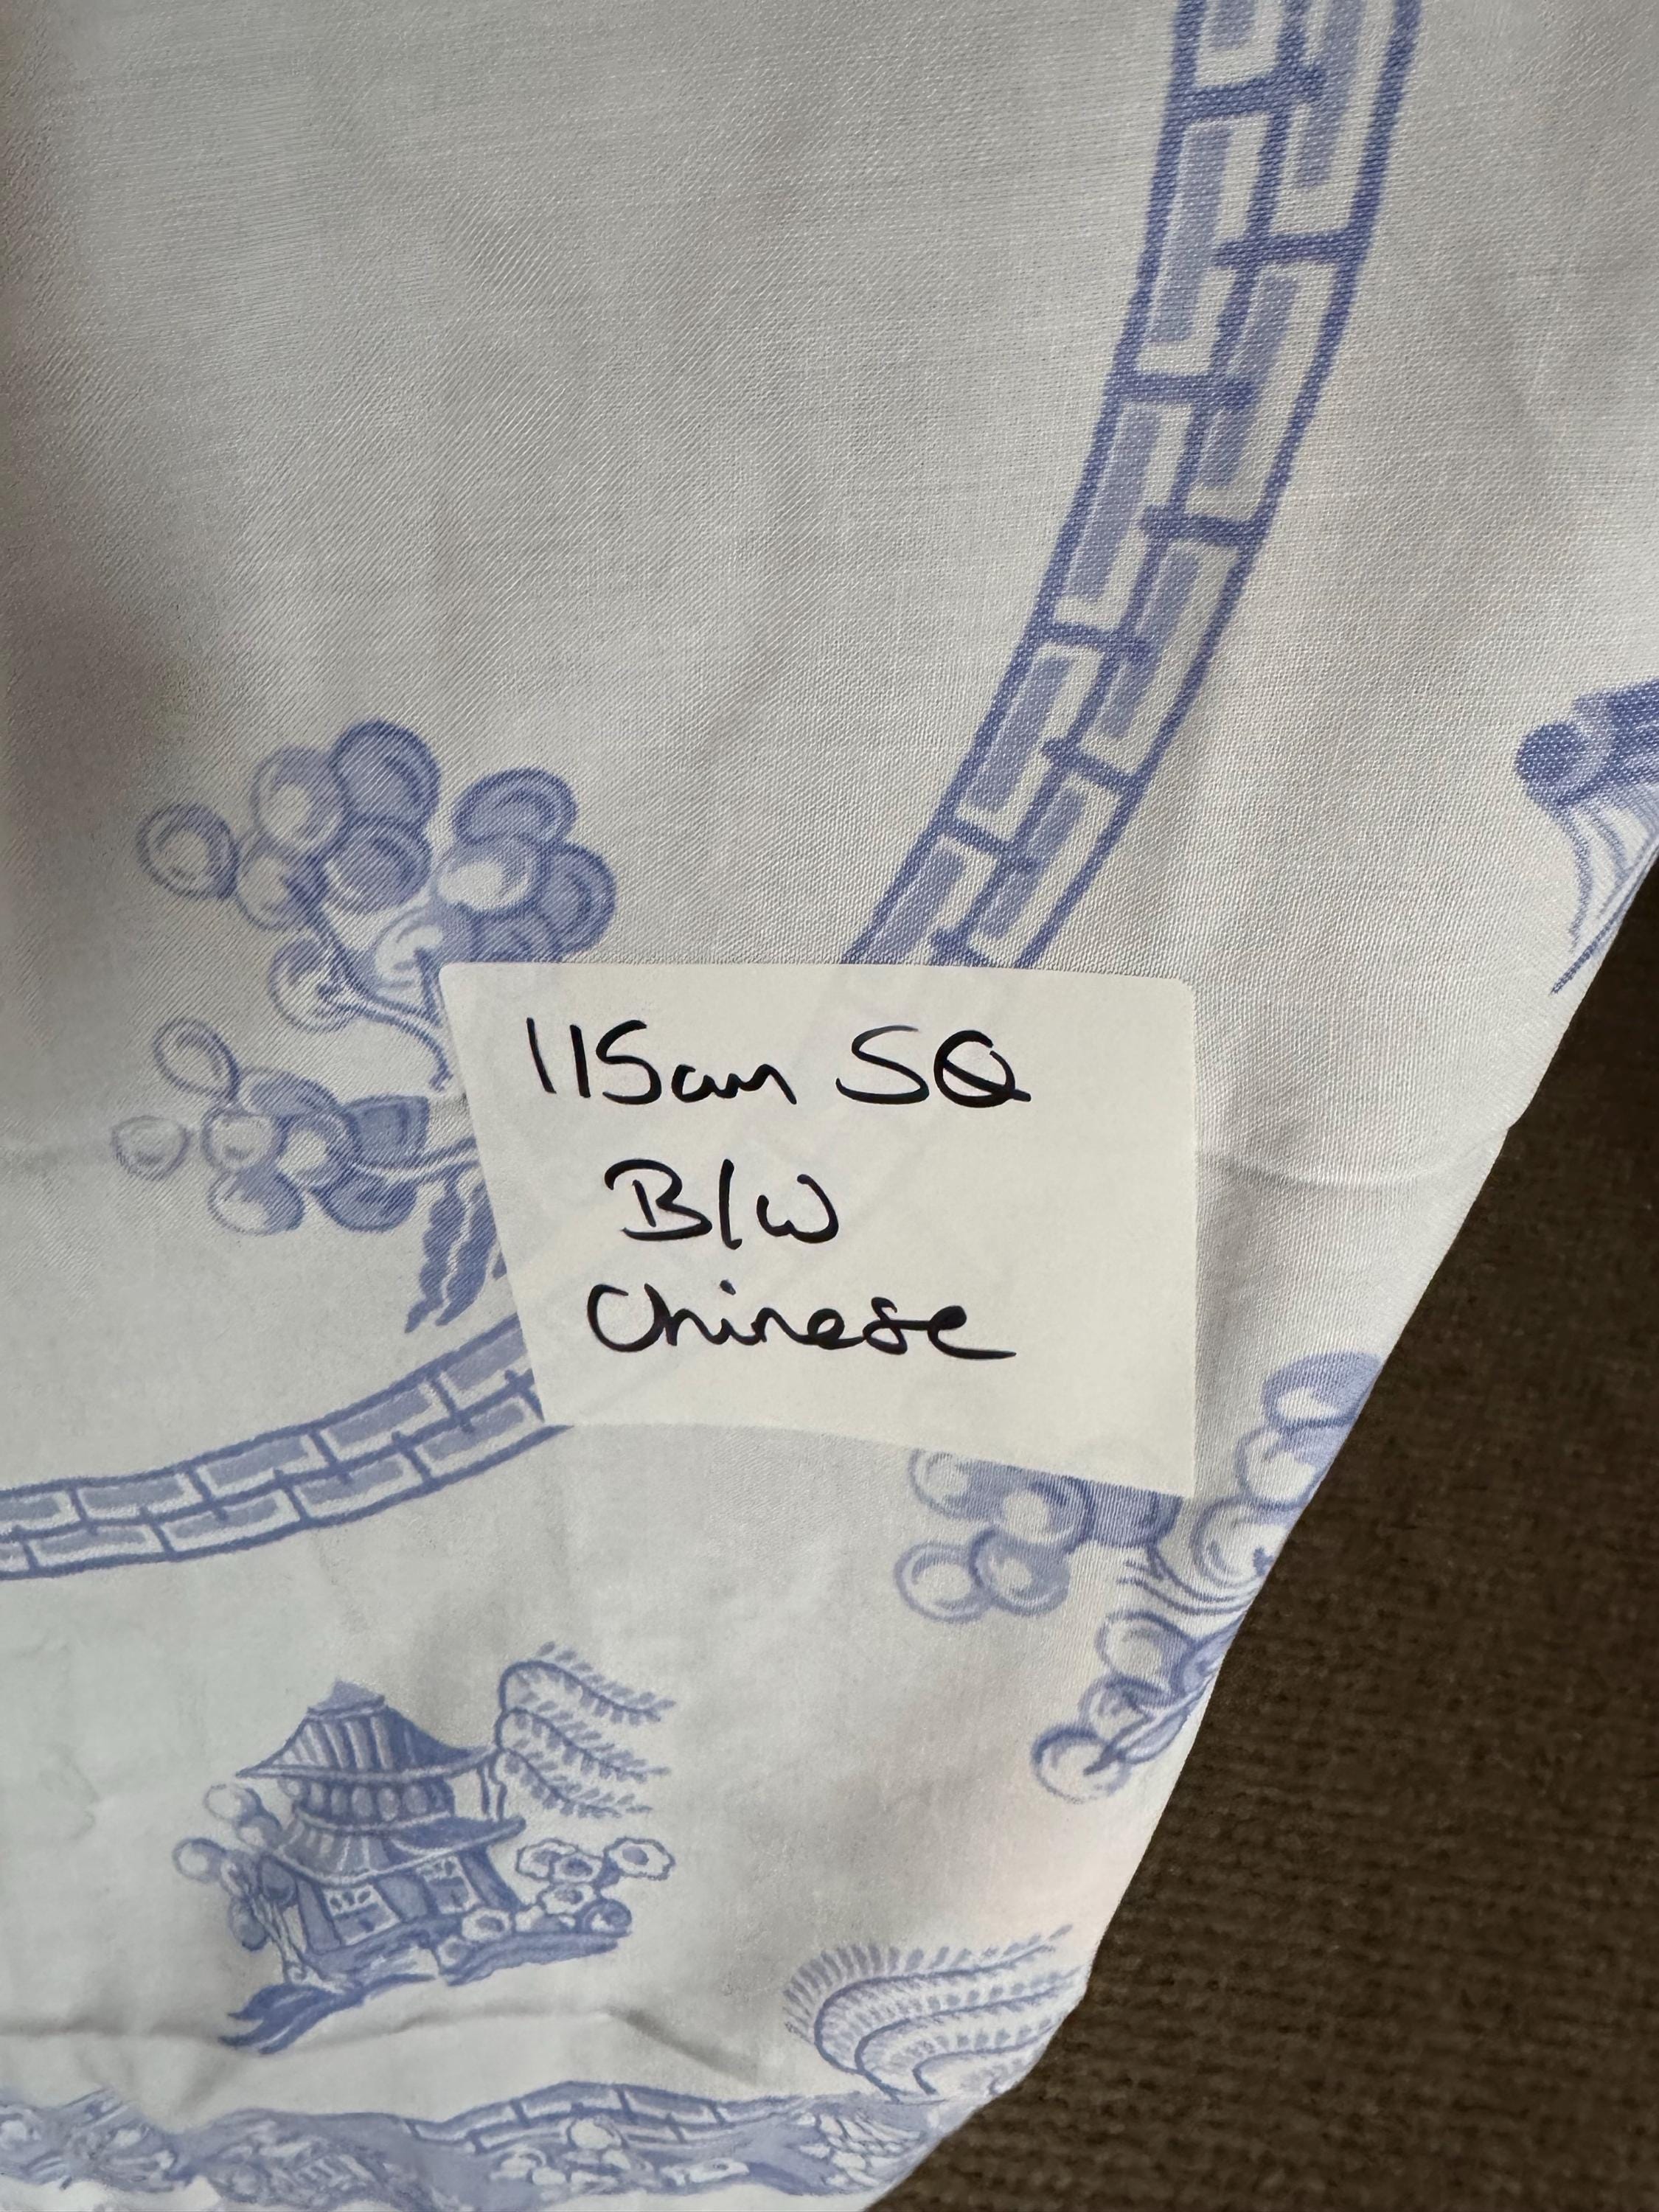 115cm SQ
B/W
Chinese